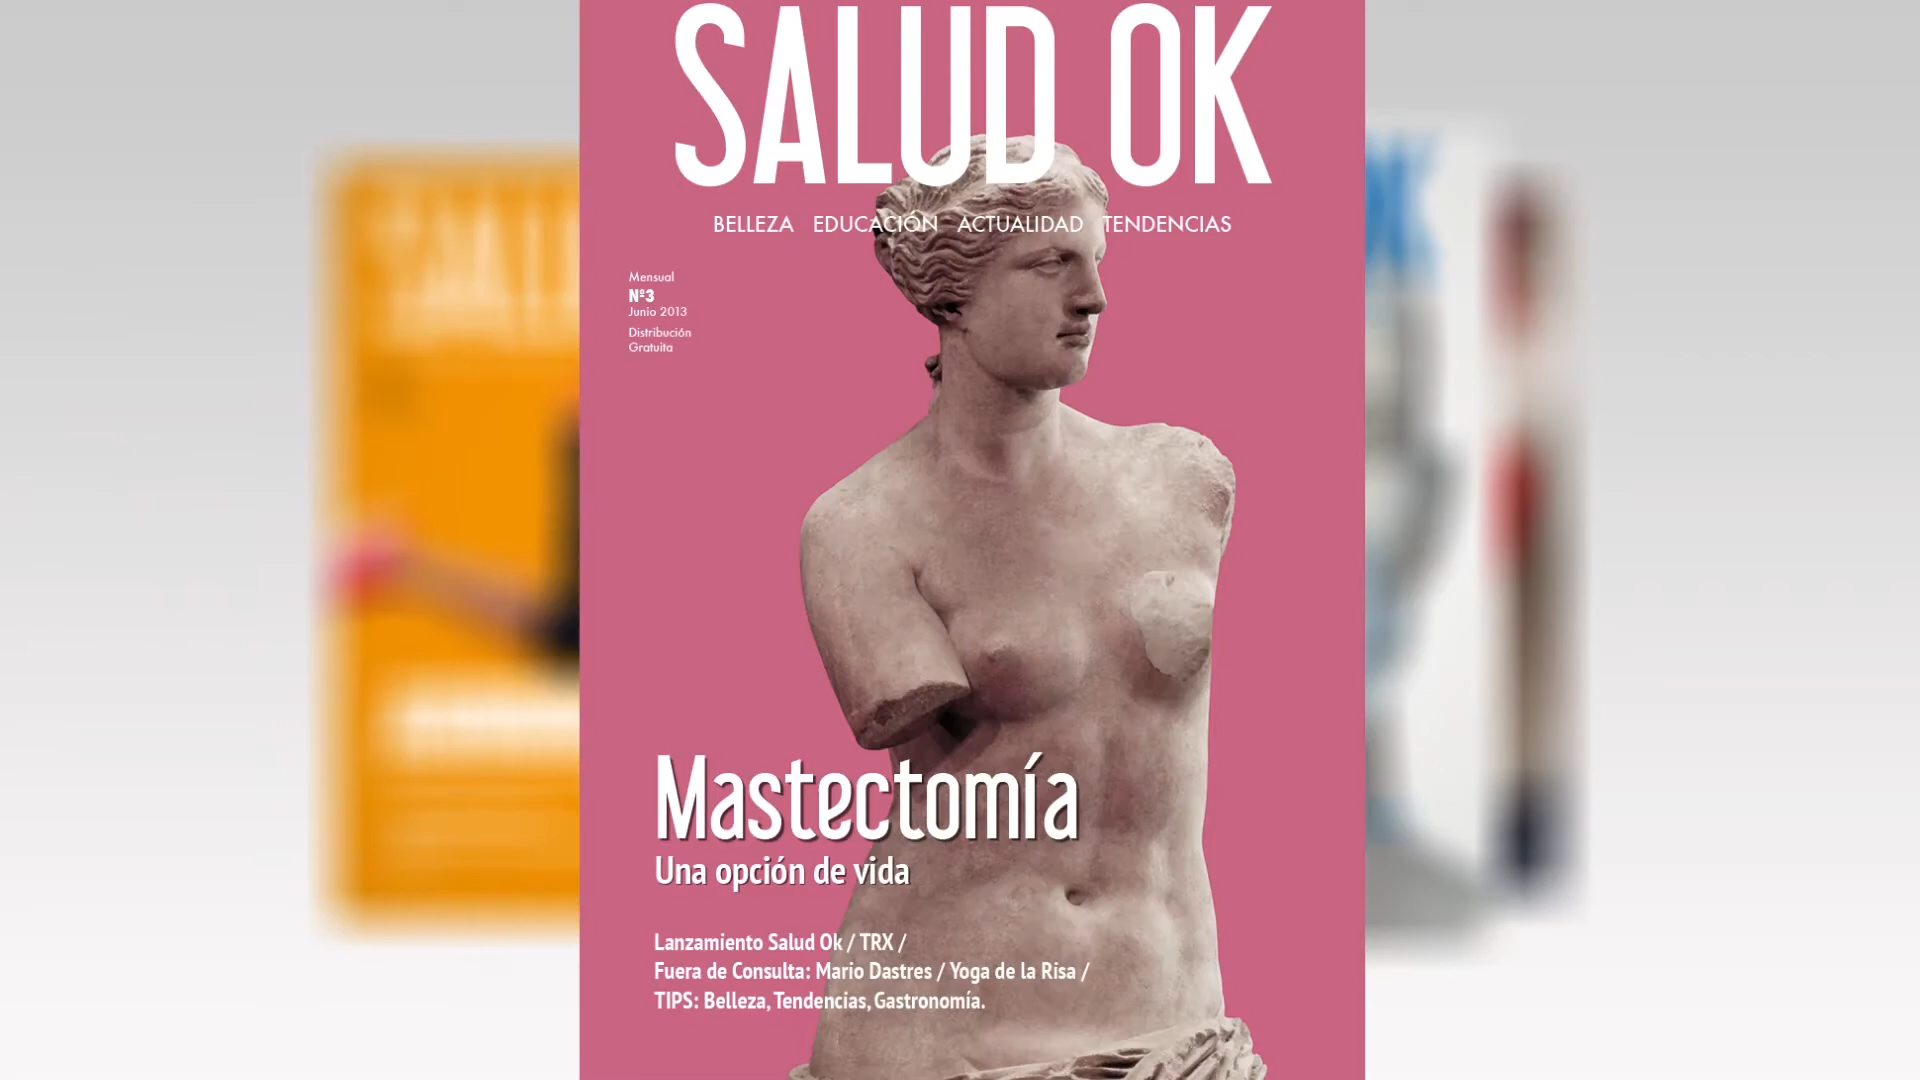 SALUD OK
BELLEZA EDUCACIÓN ACTUALIDAD TENDENCIAS
Mensual
Nº3
Junio 2013
Distribución
Gratuita
Mastectomía
Una opción de vida
Lanzamiento Salud Ok / TRX /
Fuera de Consulta: Mario Dastres / Yoga de la Risa /
TIPS: Belleza, Tendencias, Gastronomía.